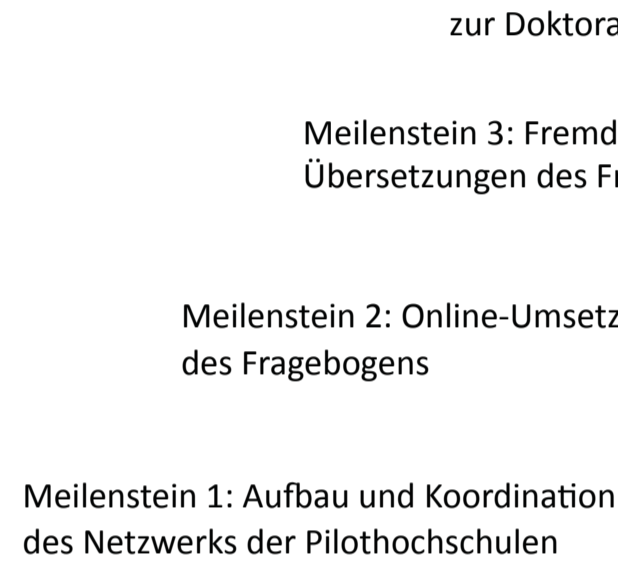 zur Doktora
Meilenstein 3: Fremd
Übersetzungen des Fr
Meilenstein 2: Online-Umsetz
des Fragebogens
Meilenstein 1: Aufbau und Koordination
des Netzwerks der Pilothochschulen